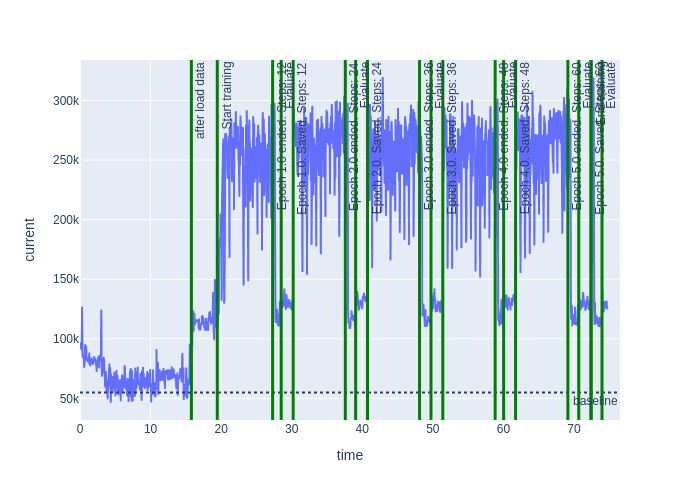 300k
250k
200k
150k
100k
50k
0
10
20
30
40
50
60
70
time
current
baseline
after load data
Start training
Epoch 1.0 ended. Steps: 12
Evaluate
Epoch 1.0. Saved. Steps: 12
Epoch 2.0 ended. Steps: 24
Evaluate
Epoch 2.0. Saved. Steps: 24
Epoch 3.0 ended. Steps: 36
Evaluate
Epoch 3.0. Saved. Steps: 36
Epoch 4.0 ended. Steps: 48
Evaluate
Epoch 4.0. Saved. Steps: 48
Epoch 5.0 ended. Steps: 60
Evaluate
Epoch 5.0. Saved. Steps: 60
Evaluate